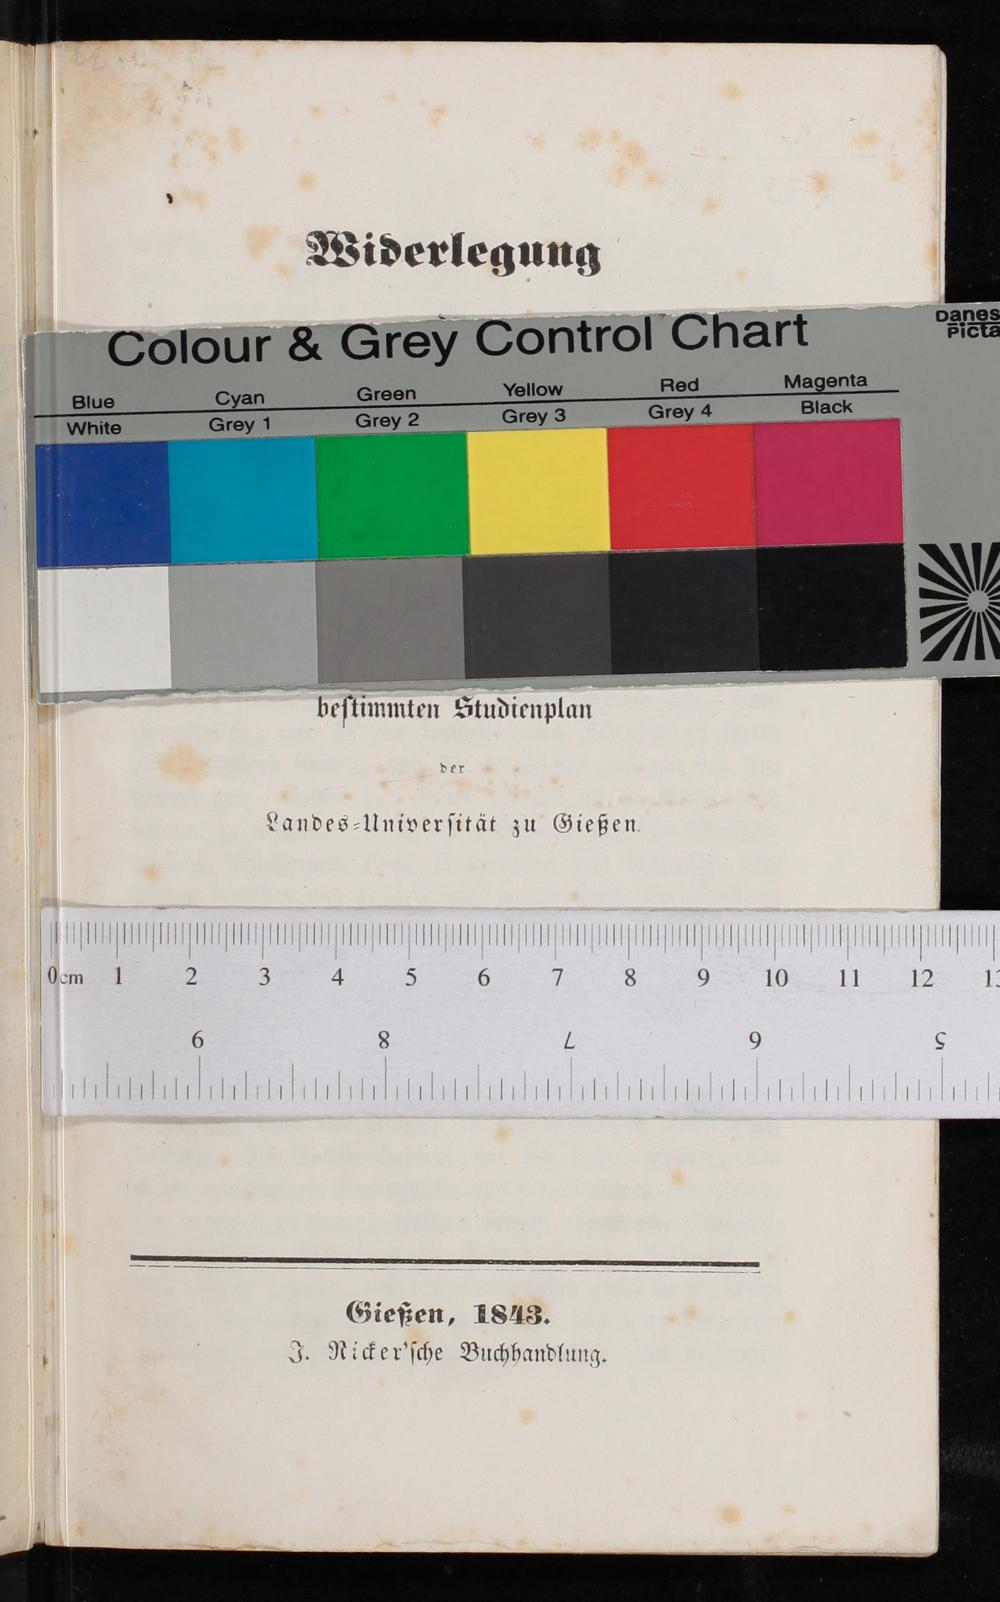 Widerlegung
Colour & Grey Control Chart
Danes
Picta
Blue Cyan Green Yellow Red Magenta
White Grey 1 Grey 2 Grey 3 Grey 4 Black
beſtimmten Studienplan
der
Landes-Univerſität zu Gießen.
0cm 1 2 3 4 5 6 7 8 9 10 11 12
9 8 7 6 5
Gießen, 1843.
J. Ricker'ſche Buchhandlung.